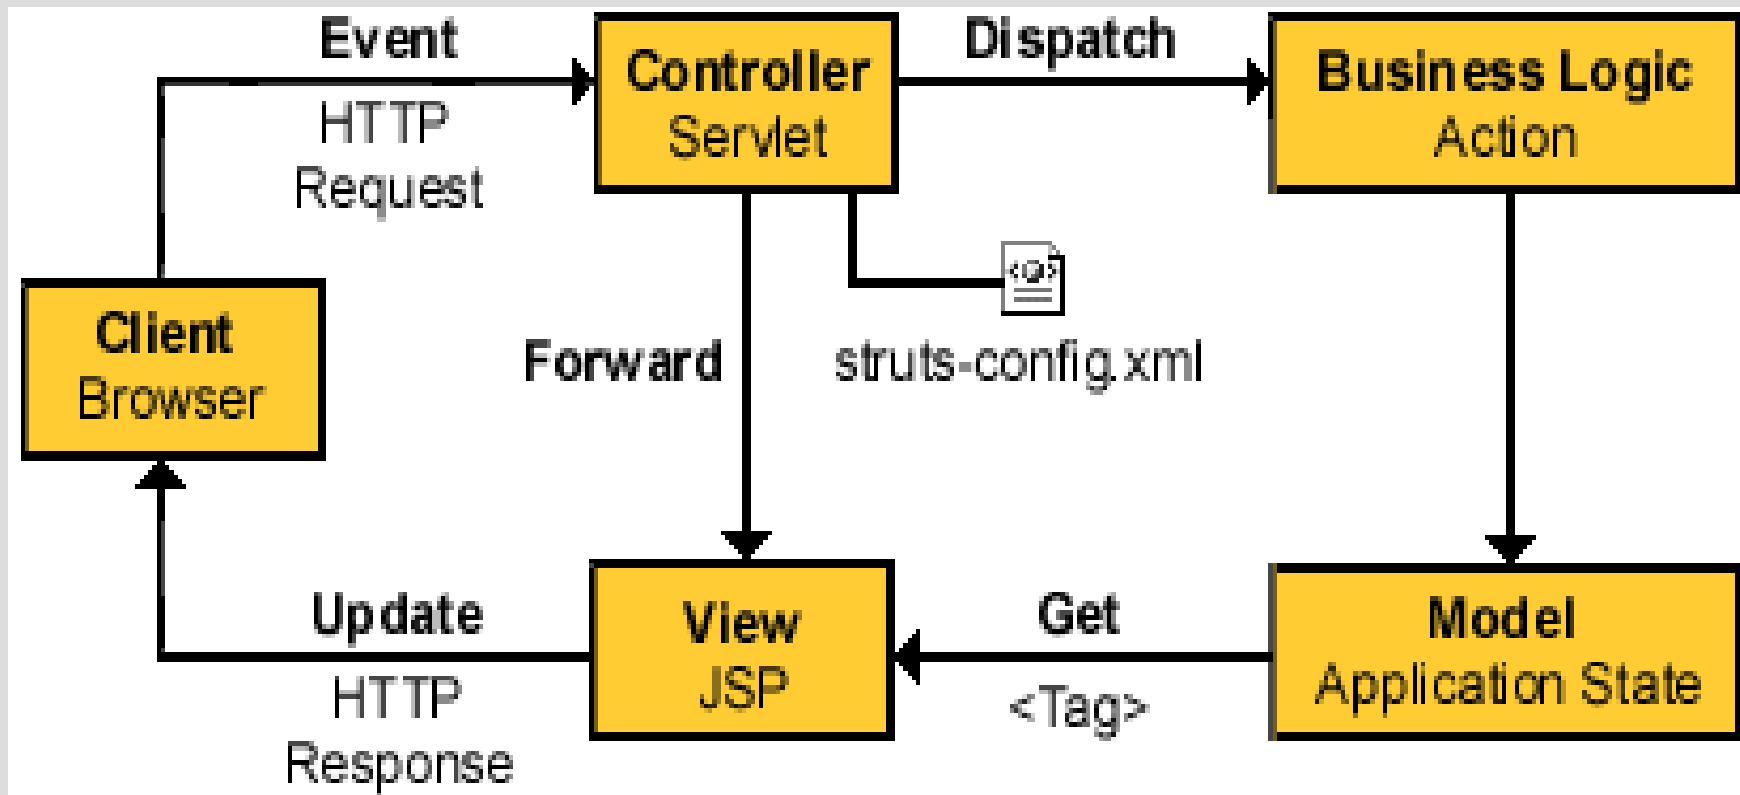 Event
HTTP
Request
Controller
Servlet
Dispatch
Business Logic
Action
Client
Browser
Forward
struts-config.xml
Update
HTTP
Response
View
JSP
Get
<Tag>
Model
Application State